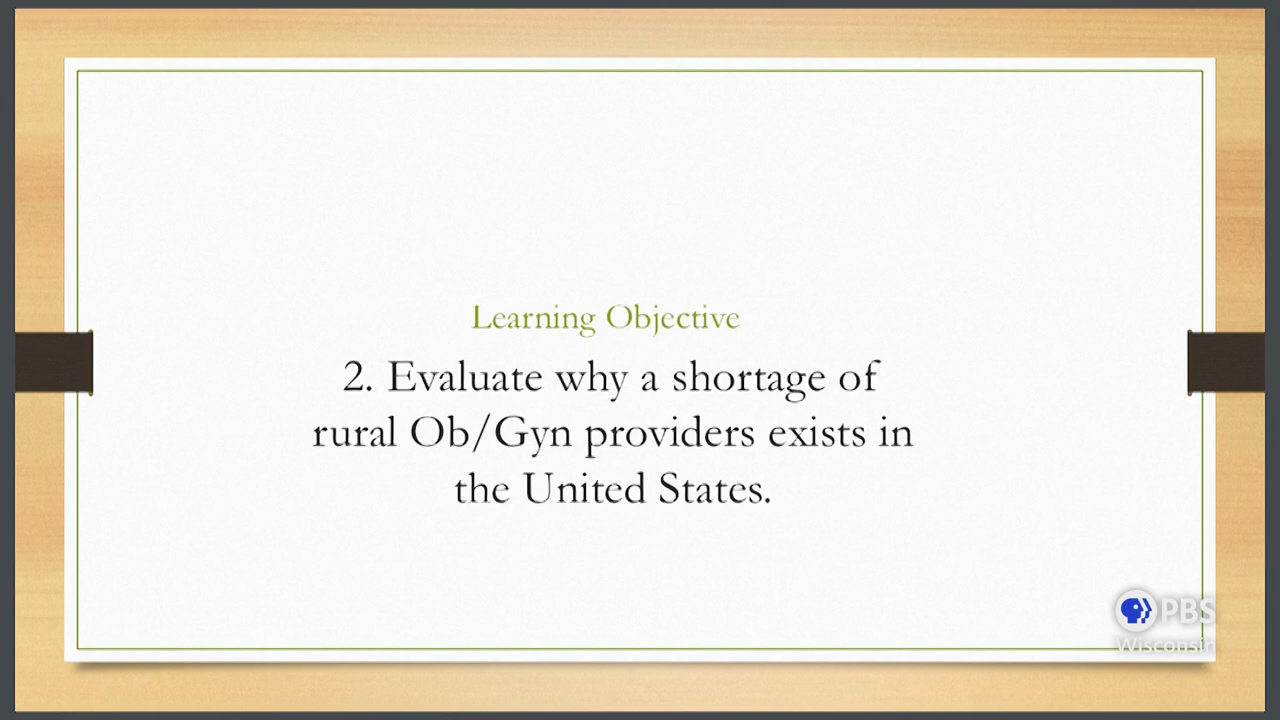 Learning Objective
2. Evaluate why a shortage of
rural Ob/Gyn providers exists in
the United States.
PBS
Wisconsin